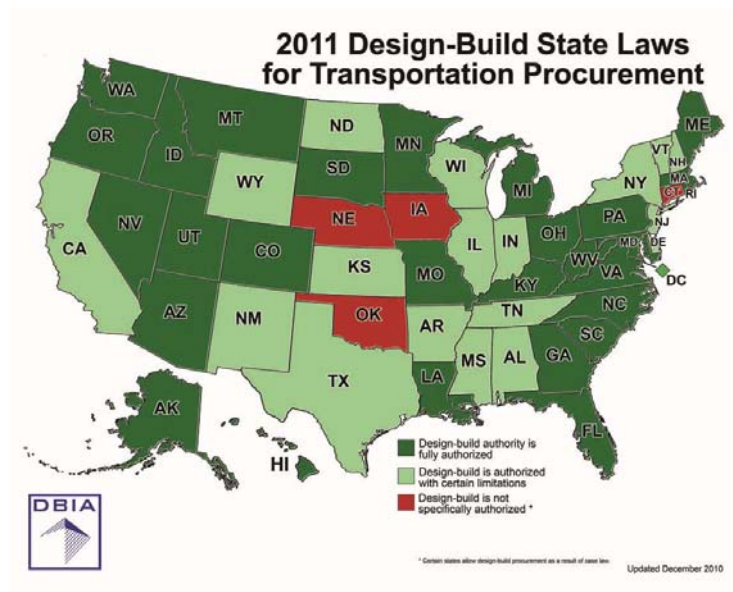 2011 Design-Build State Laws
for Transportation Procurement
WA
MT
ND
MN
ME
OR
ID
SD
WI
VT
NH
WY
MI
NY
MA
CT
RI
NE
IA
PA
NV
UT
CO
IL
IN
OH
NJ
CA
KS
MO
WV
MD
DE
VA
DC
KY
AZ
NM
OK
AR
TN
NC
SC
MS
AL
GA
TX
LA
AK
FL
HI
Design-build authority is
fully authorized
Design-build is authorized
with certain limitations
Design-build is not
specifically authorized *
DBIA
* Certain states allow design-build procurement as a result of case law.
Updated December 2010